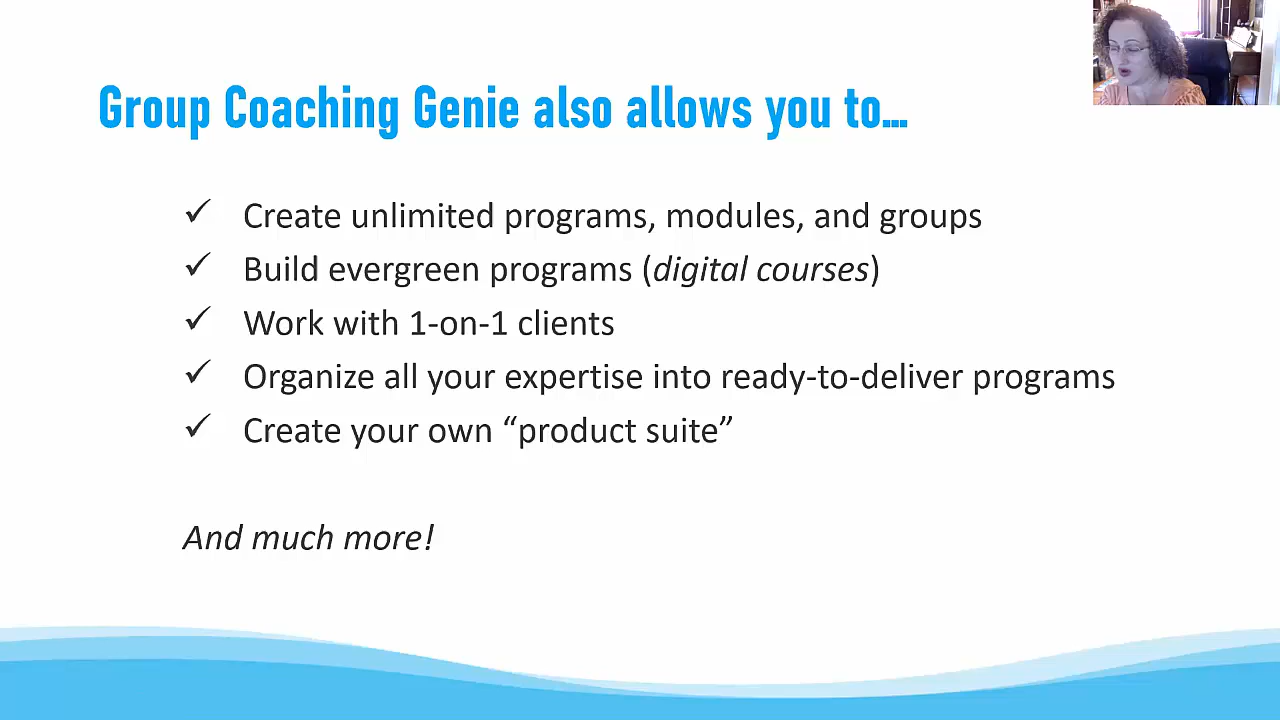 Group Coaching Genie also allows you to...
✓ Create unlimited programs, modules, and groups
✓ Build evergreen programs (digital courses)
✓ Work with 1-on-1 clients
✓ Organize all your expertise into ready-to-deliver programs
✓ Create your own “product suite”
And much more!